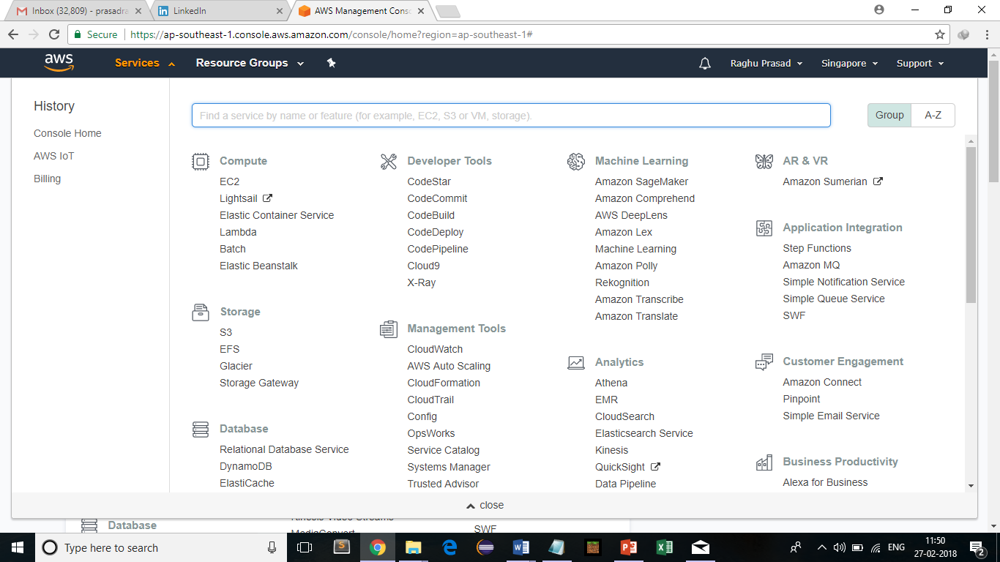 Inbox (32,809) - prasadra
LinkedIn
AWS Management Conso
Secure
https://ap-southeast-1.console.aws.amazon.com/console/home?region=ap-southeast-1#
aws
Services
Resource Groups
Raghu Prasad
Singapore
Support
History
Console Home
AWS IoT
Billing
Find a service by name or feature (for example, EC2, S3 or VM, storage).
Group
A-Z
Compute
EC2
Lightsail
Elastic Container Service
Lambda
Batch
Elastic Beanstalk
Storage
S3
EFS
Glacier
Storage Gateway
Database
Relational Database Service
DynamoDB
ElastiCache
Developer Tools
CodeStar
CodeCommit
CodeBuild
CodeDeploy
CodePipeline
Cloud9
X-Ray
Management Tools
CloudWatch
AWS Auto Scaling
CloudFormation
CloudTrail
Config
OpsWorks
Service Catalog
Systems Manager
Trusted Advisor
Machine Learning
Amazon SageMaker
Amazon Comprehend
AWS DeepLens
Amazon Lex
Machine Learning
Amazon Polly
Rekognition
Amazon Transcribe
Amazon Translate
Analytics
Athena
EMR
CloudSearch
Elasticsearch Service
Kinesis
QuickSight
Data Pipeline
AR & VR
Amazon Sumerian
Application Integration
Step Functions
Amazon MQ
Simple Notification Service
Simple Queue Service
SWF
Customer Engagement
Amazon Connect
Pinpoint
Simple Email Service
Business Productivity
Alexa for Business
close
Database
Kinesis Video Streams
MediaConvert
SWF
Type here to search
ENG
11:50
27-02-2018
2